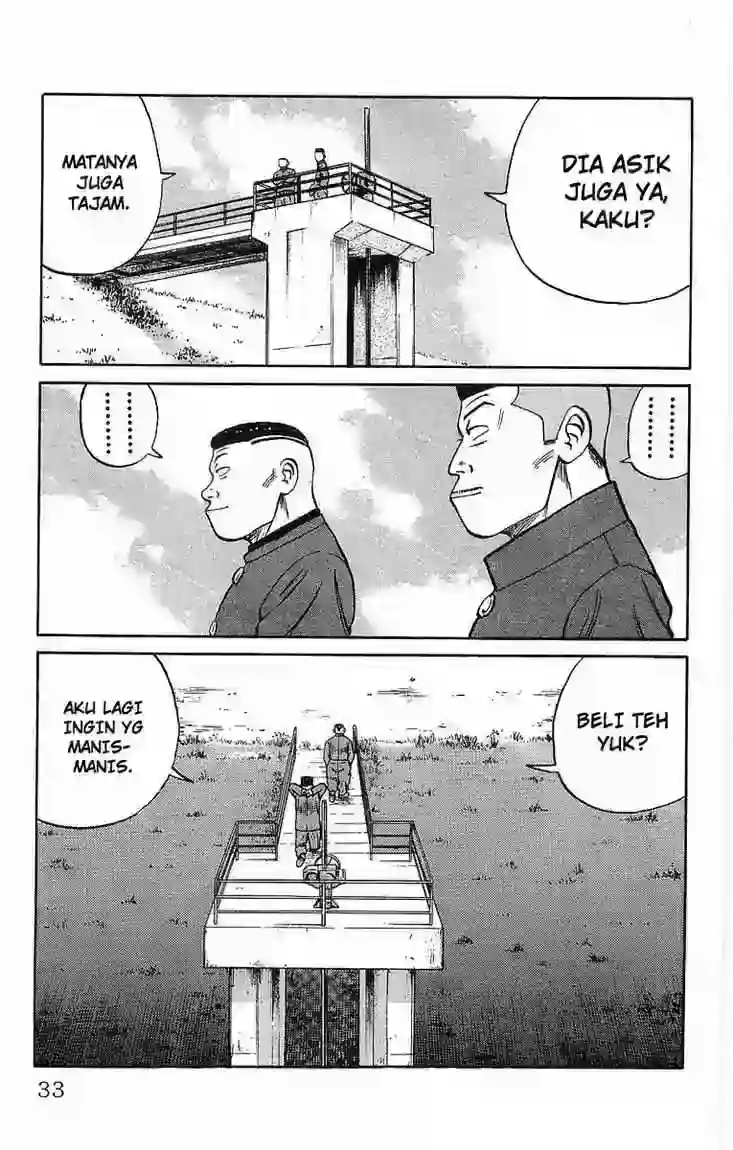 DIA ASIK
JUGA YA,
KAKU?
MATANYA
JUGA
TAJAM.
BELI TEH
YUK?
AKU LAGI
INGIN YG
MANIS-
MANIS.
33